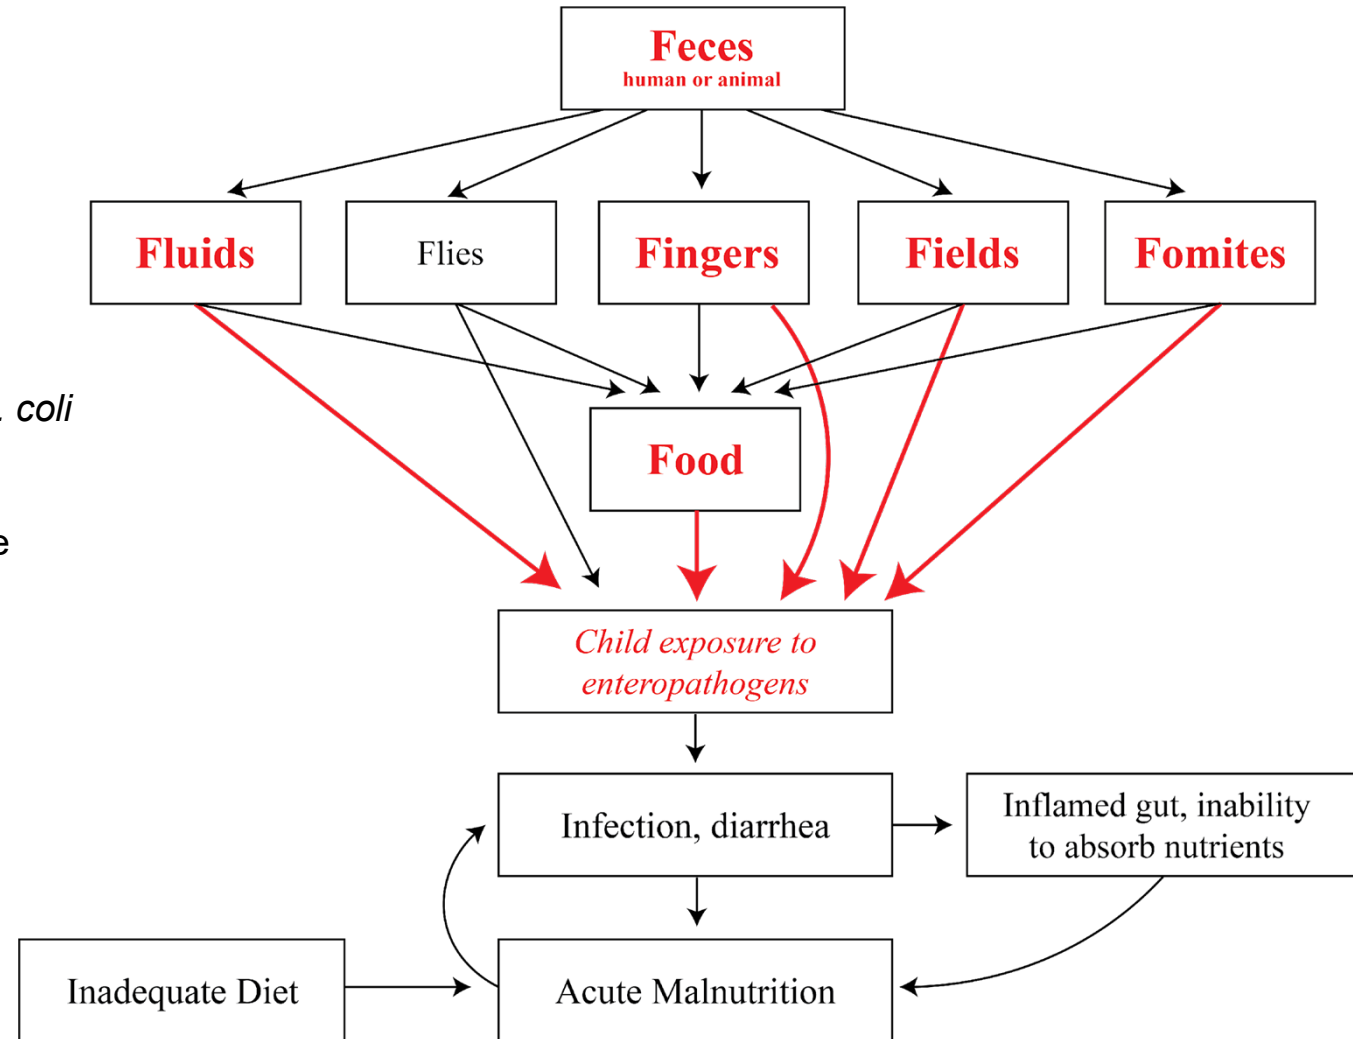 Feces
human or animal
Fluids
Flies
Fingers
Fields
Fomites
. coli
Food
e
Child exposure to
enteropathogens
Infection, diarrhea
Inflamed gut, inability
to absorb nutrients
Inadequate Diet
Acute Malnutrition